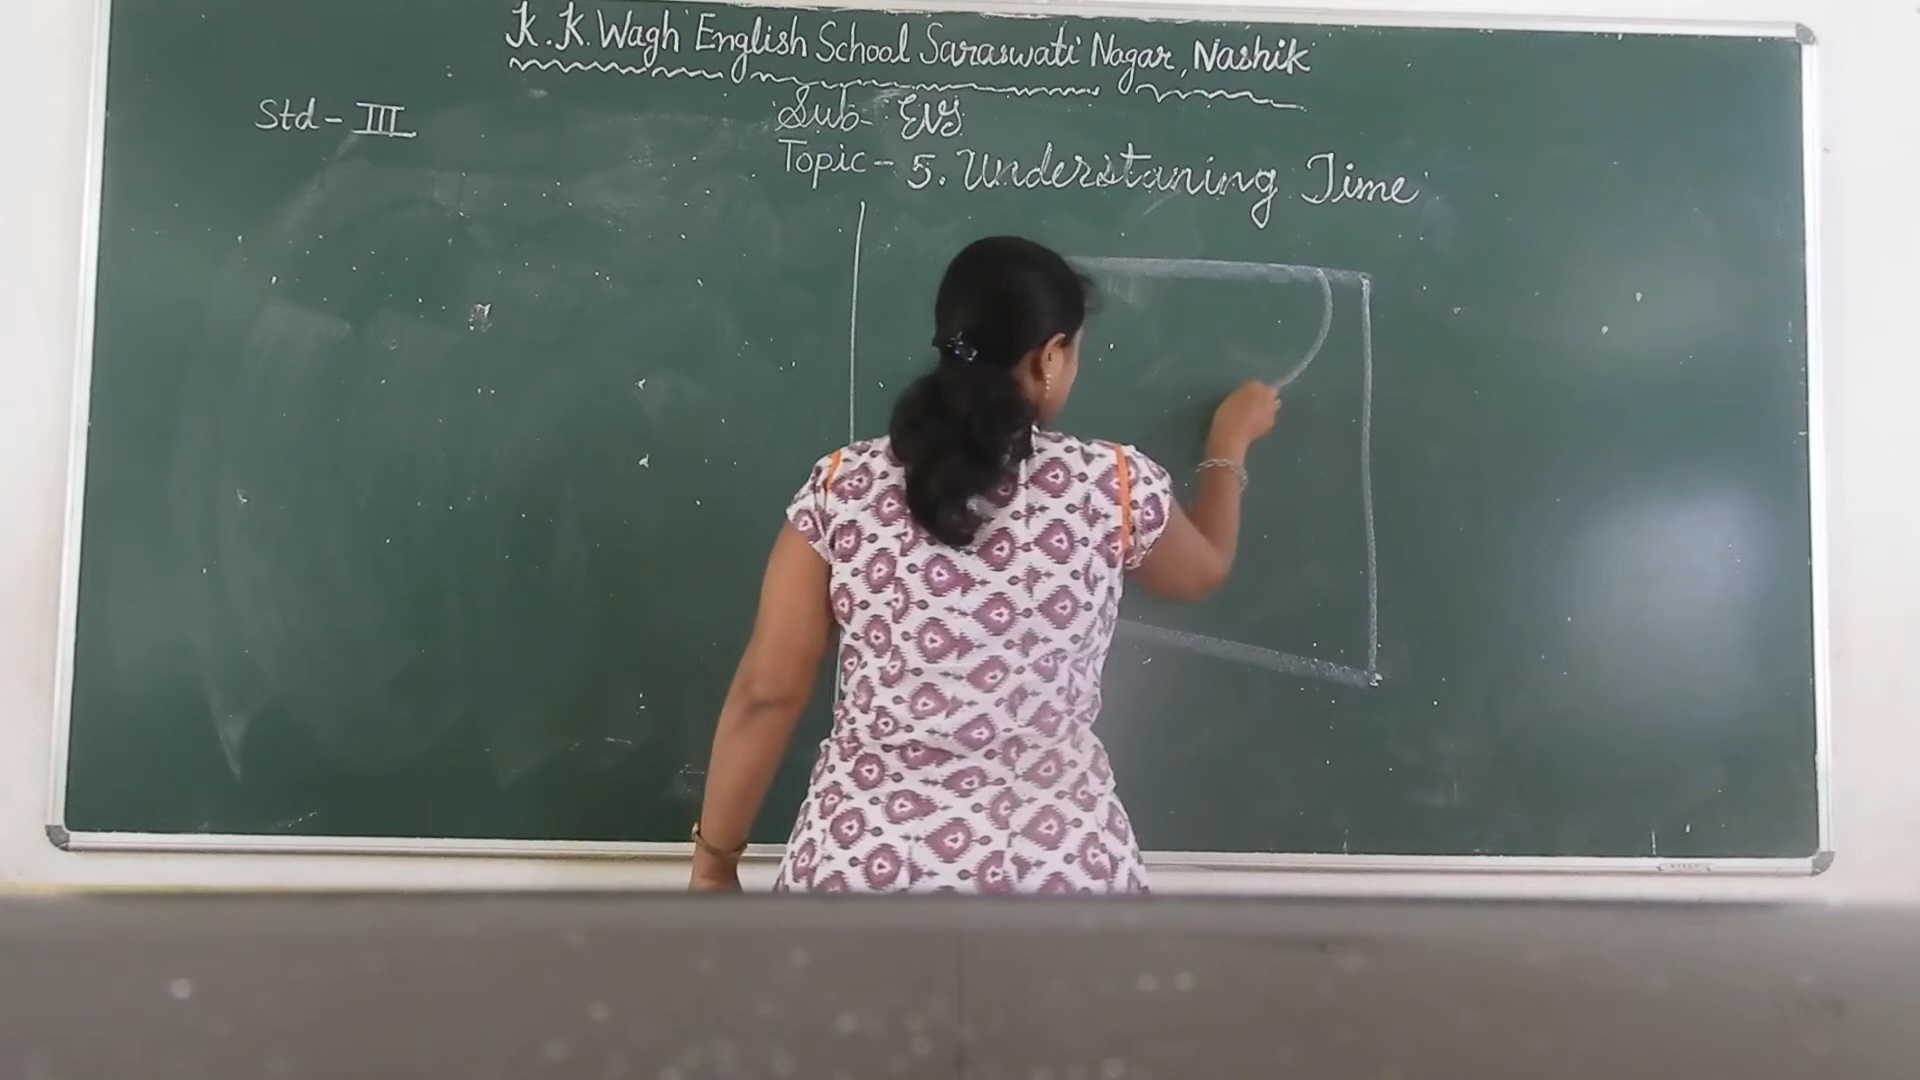 K. K. Wagh English School Saraswati Nagar, Nashik
Std - III
Sub - EVS
Topic - 5. Understaning Time